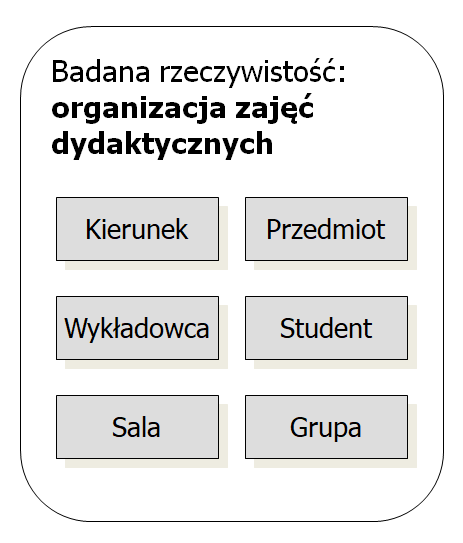 Badana rzeczywistość:
organizacja zajęć
dydaktycznych
Kierunek
Przedmiot
Wykładowca
Student
Sala
Grupa